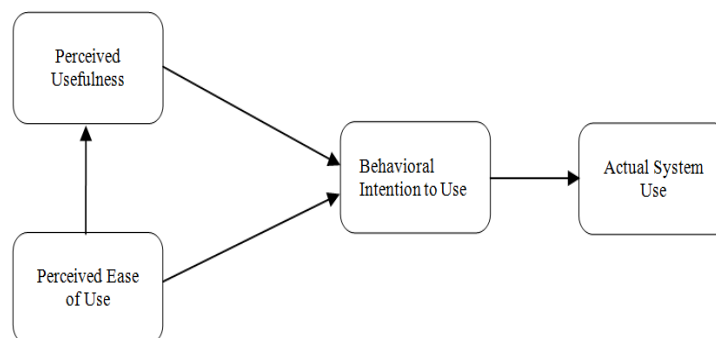 Perceived
Usefulness
Behavioral
Intention to Use
Actual System
Use
Perceived Ease
of Use